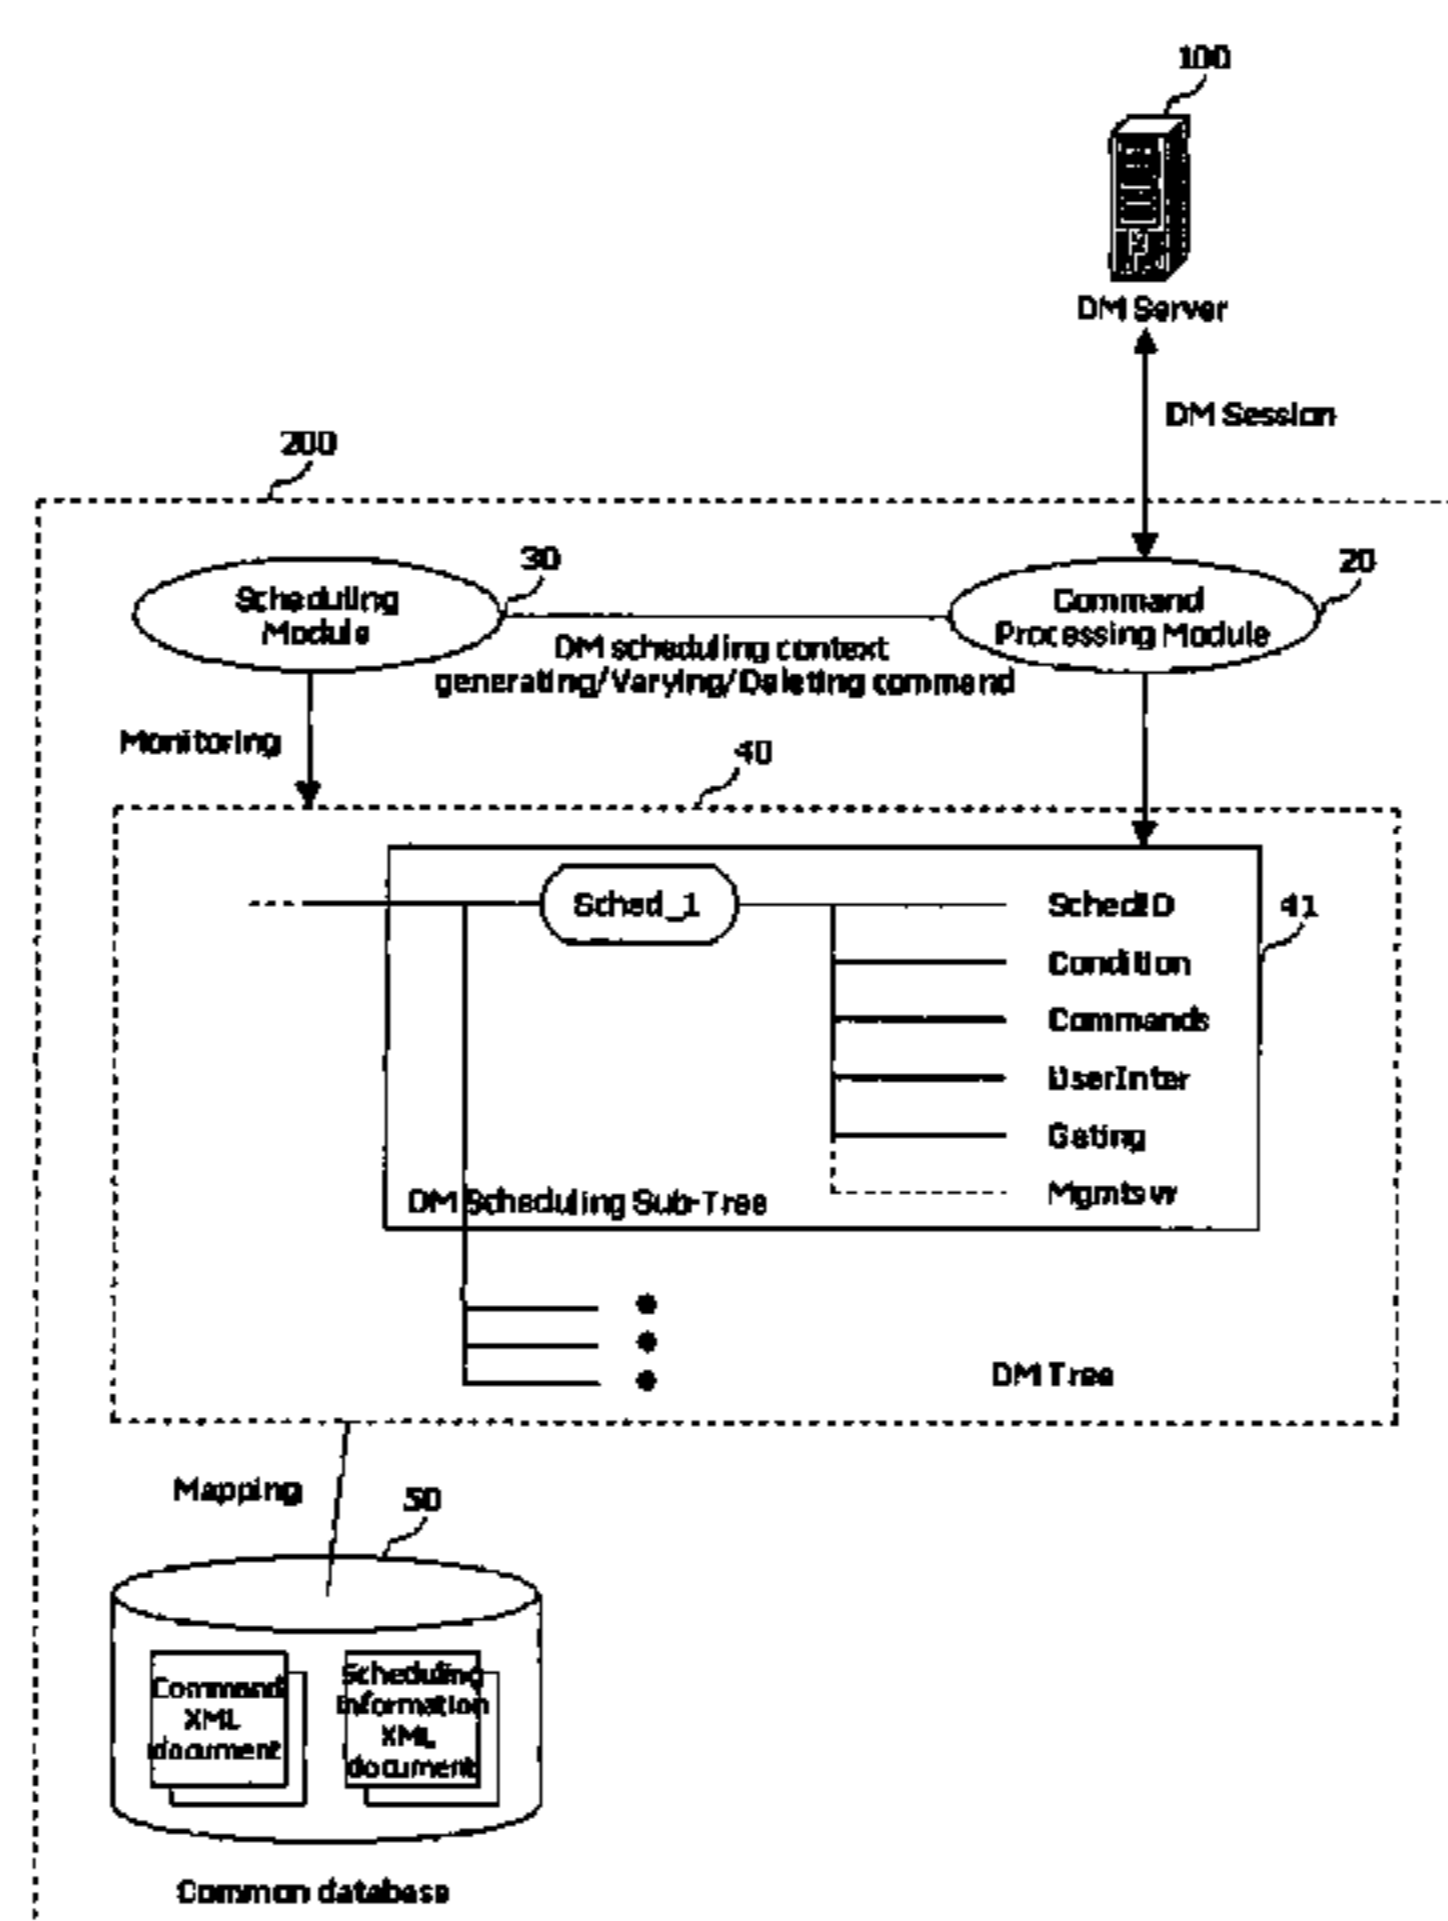 100
DM Server
DM Session
200
30
20
Scheduling
Module
Command
Processing Module
DM scheduling context
generating/Varying/Deleting command
Monitoring
40
Sched_1
SchedID
41
Condition
Commands
UserInter
Gating
Mgmtsvr
DM Scheduling Sub-Tree
DM Tree
Mapping
50
Command
XML
document
Scheduling
Information
XML
document
Common database